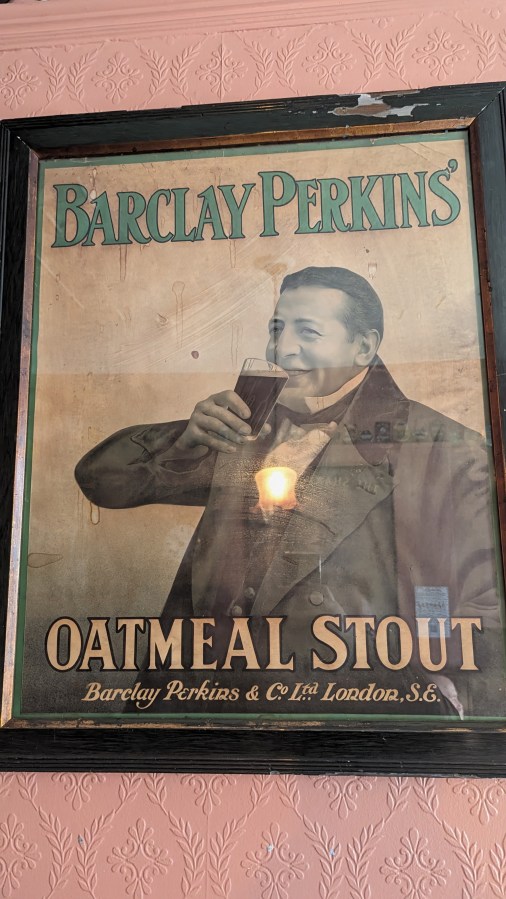 BARCLAY PERKINS'
OATMEAL STOUT
Barclay Perkins & Co Ltd London, S.E.